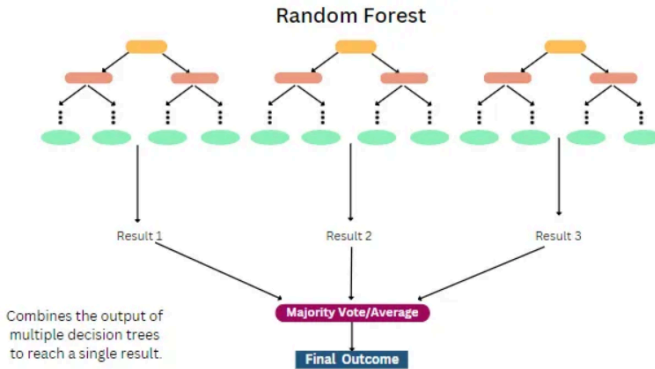 Random Forest
Result 1
Result 2
Result 3
Majority Vote/Average
Combines the output of
multiple decision trees
to reach a single result.
Final Outcome